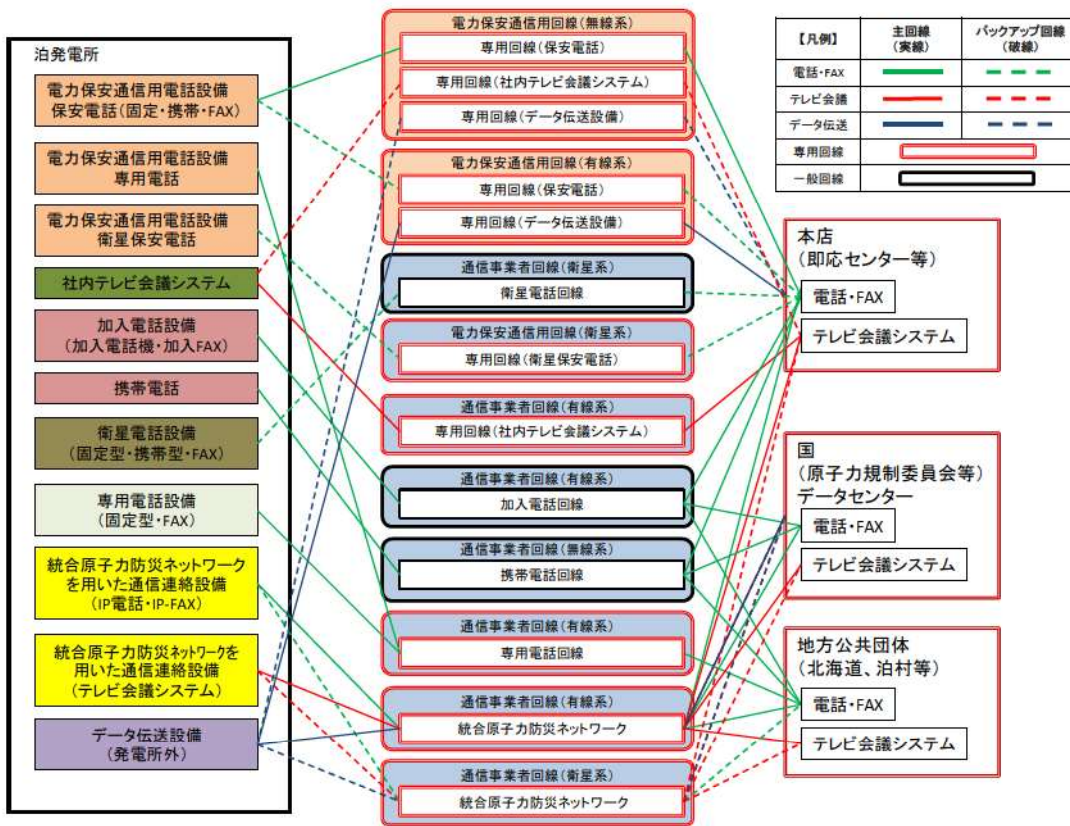 泊発電所
電力保安通信用電話設備
保安電話(固定・携帯・FAX)
電力保安通信用電話設備
専用電話
電力保安通信用電話設備
衛星保安電話
社内テレビ会議システム
加入電話設備
(加入電話機・加入FAX)
携帯電話
衛星電話設備
(固定型・携帯型・FAX)
専用電話設備
(固定型・FAX)
統合原子力防災ネットワーク
を用いた通信連絡設備
(IP電話・IP-FAX)
統合原子力防災ネットワークを
用いた通信連絡設備
(テレビ会議システム)
データ伝送設備
(発電所外)
電力保安通信用回線(無線系)
専用回線(保安電話)
専用回線(社内テレビ会議システム)
専用回線(データ伝送設備)
電力保安通信用回線(有線系)
専用回線(保安電話)
専用回線(データ伝送設備)
通信事業者回線(衛星系)
衛星電話回線
電力保安通信用回線(衛星系)
専用回線(衛星保安電話)
通信事業者回線(有線系)
専用回線(社内テレビ会議システム)
通信事業者回線(有線系)
加入電話回線
通信事業者回線(無線系)
携帯電話回線
通信事業者回線(有線系)
専用電話回線
通信事業者回線(有線系)
統合原子力防災ネットワーク
通信事業者回線(衛星系)
統合原子力防災ネットワーク
【凡例】 主回線 バックアップ回線
(実線) (破線)
電話・FAX
テレビ会議
データ伝送
専用回線
一般回線
本店
(即応センター等)
電話・FAX
テレビ会議システム
国
(原子力規制委員会等)
データセンター
電話・FAX
テレビ会議システム
地方公共団体
(北海道、泊村等)
電話・FAX
テレビ会議システム